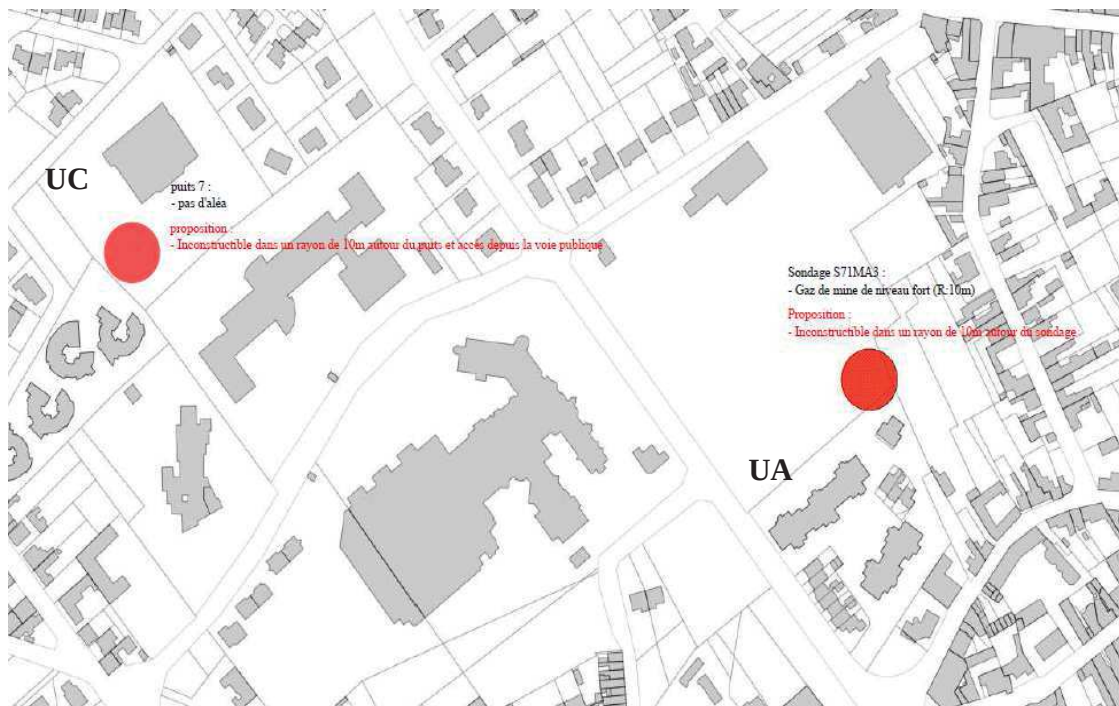 UC
puits 7 :
- pas d'aléa
proposition :
- Inconstructible dans un rayon de 10m autour du puits et accés depuis la voie publique
Sondage S71MA3 :
- Gaz de mine de niveau fort (R:10m)
Proposition :
- Inconstructible dans un rayon de 10m autour du sondage
UA